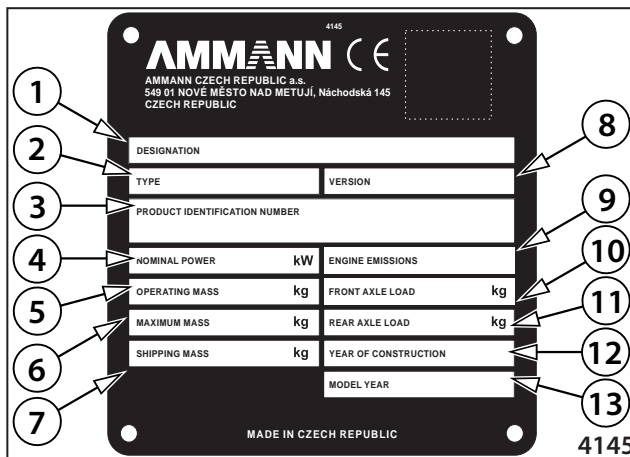 4145
AMMANN CE
AMMANN CZECH REPUBLIC a.s.
549 01 NOVÉ MĚSTO NAD METUJÍ, Náchodská 145
CZECH REPUBLIC
1
DESIGNATION
8
2
TYPE
VERSION
3
PRODUCT IDENTIFICATION NUMBER
9
4
NOMINAL POWER kW
ENGINE EMISSIONS
10
5
OPERATING MASS kg
FRONT AXLE LOAD kg
11
6
MAXIMUM MASS kg
REAR AXLE LOAD kg
12
7
SHIPPING MASS kg
YEAR OF CONSTRUCTION
13
MODEL YEAR
MADE IN CZECH REPUBLIC
4145